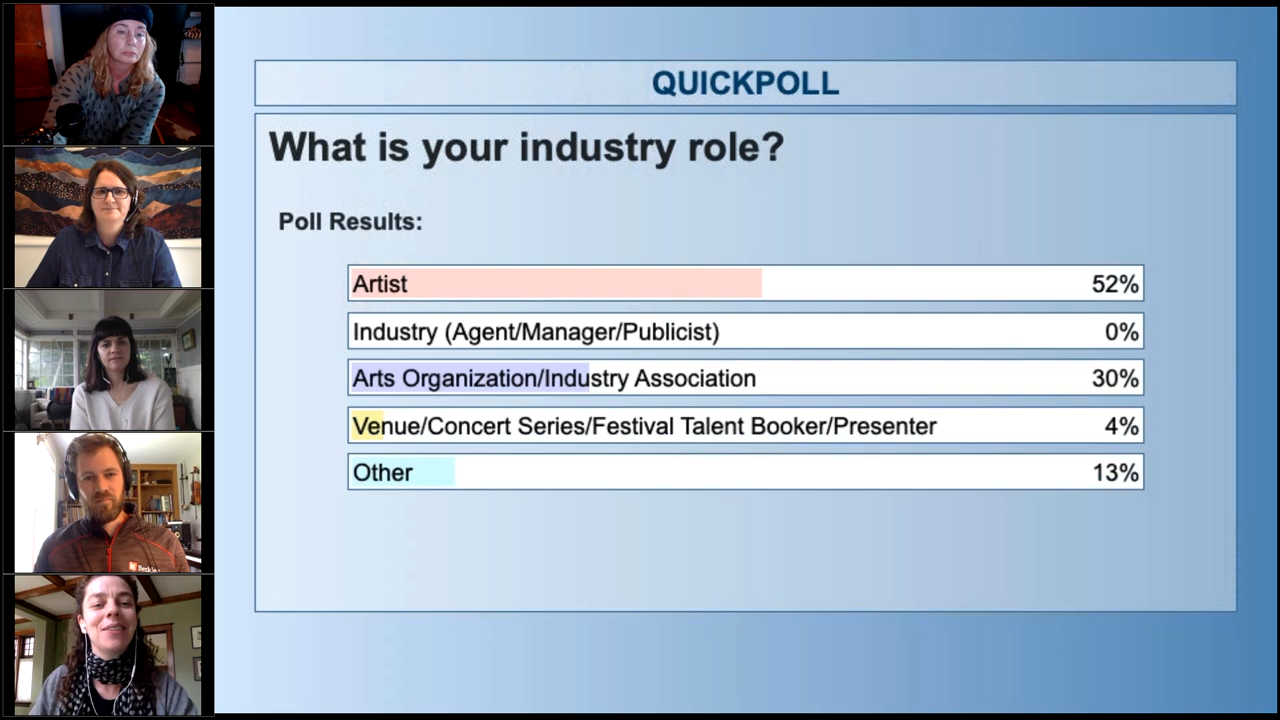 QUICKPOLL
What is your industry role?
Poll Results:
Artist 52%
Industry (Agent/Manager/Publicist) 0%
Arts Organization/Industry Association 30%
Venue/Concert Series/Festival Talent Booker/Presenter 4%
Other 13%